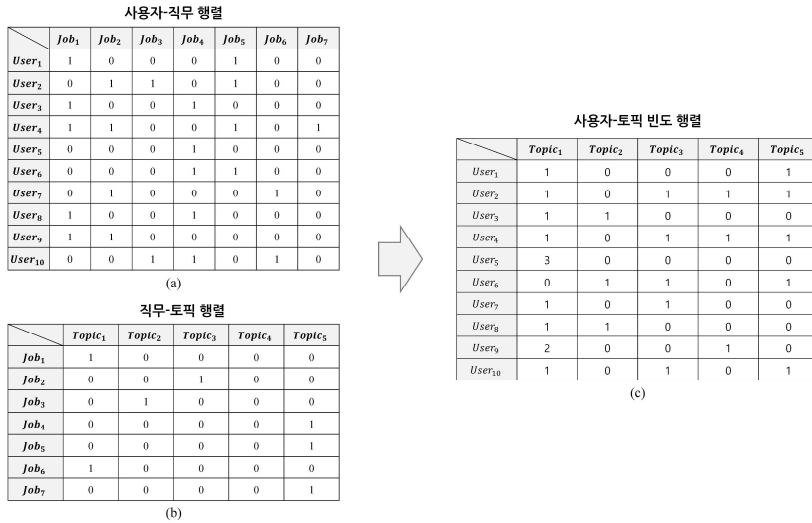 사용자-직무 행렬
Job₁ Job₂ Job₃ Job₄ Job₅ Job₆ Job₇
User₁ 1 0 0 0 1 0 0
User₂ 0 1 1 0 1 0 0
User₃ 1 0 0 1 0 0 0
User₄ 1 1 0 0 1 0 1
User₅ 0 0 0 1 0 0 0
User₆ 0 0 0 1 1 0 0
User₇ 0 1 0 0 0 1 0
User₈ 1 0 0 1 0 0 0
User₉ 1 1 0 0 0 0 0
User₁₀ 0 0 1 1 0 1 0
(a)
직무-토픽 행렬
Topic₁ Topic₂ Topic₃ Topic₄ Topic₅
Job₁ 1 0 0 0 0
Job₂ 0 0 1 0 0
Job₃ 0 1 0 0 0
Job₄ 0 0 0 0 1
Job₅ 0 0 0 0 1
Job₆ 1 0 0 0 0
Job₇ 0 0 0 0 1
(b)
사용자-토픽 빈도 행렬
Topic₁ Topic₂ Topic₃ Topic₄ Topic₅
User₁ 1 0 0 0 1
User₂ 1 0 1 1 1
User₃ 1 1 0 0 0
User₄ 1 0 1 1 1
User₅ 3 0 0 0 0
User₆ 0 1 1 0 1
User₇ 1 0 1 0 0
User₈ 1 1 0 0 0
User₉ 2 0 0 1 0
User₁₀ 1 0 1 0 1
(c)